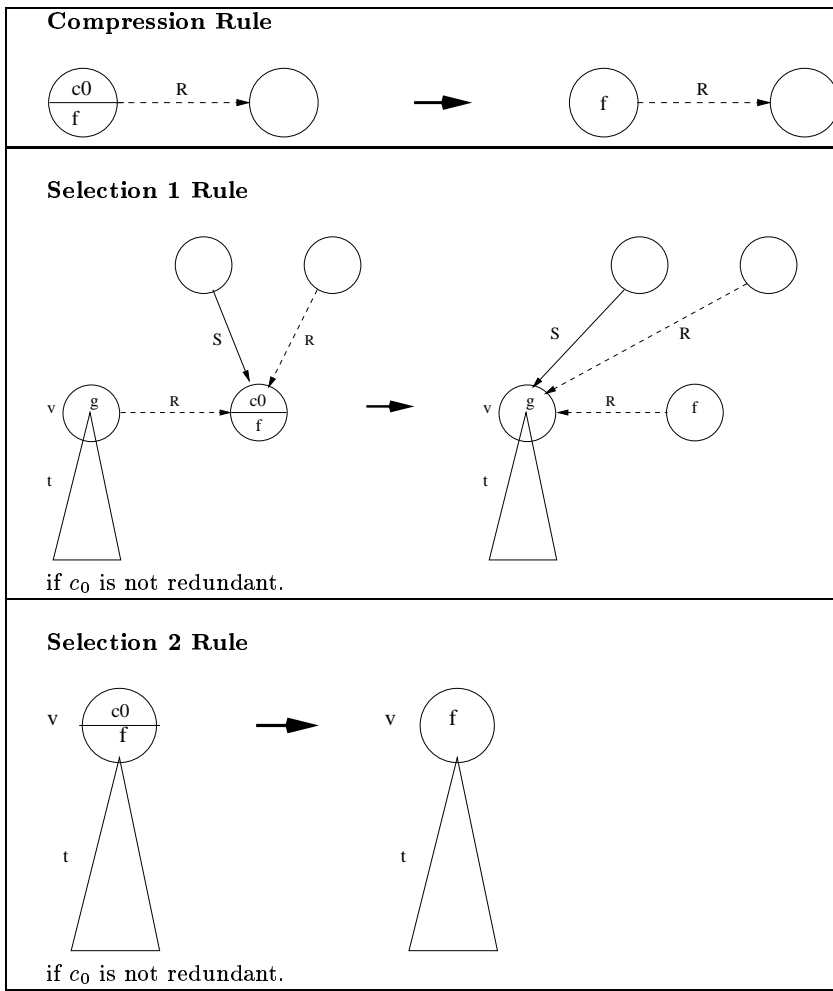 Compression Rule
c0
f
R
f
R
Selection 1 Rule
S
R
v
g
R
c0
f
t
S
R
v
g
R
f
t
if c₀ is not redundant.
Selection 2 Rule
v
c0
f
t
v
f
t
if c₀ is not redundant.